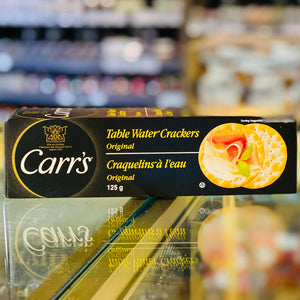 Carr's
Table Water Crackers
Original
Craquelins à l'eau
Original
125 g